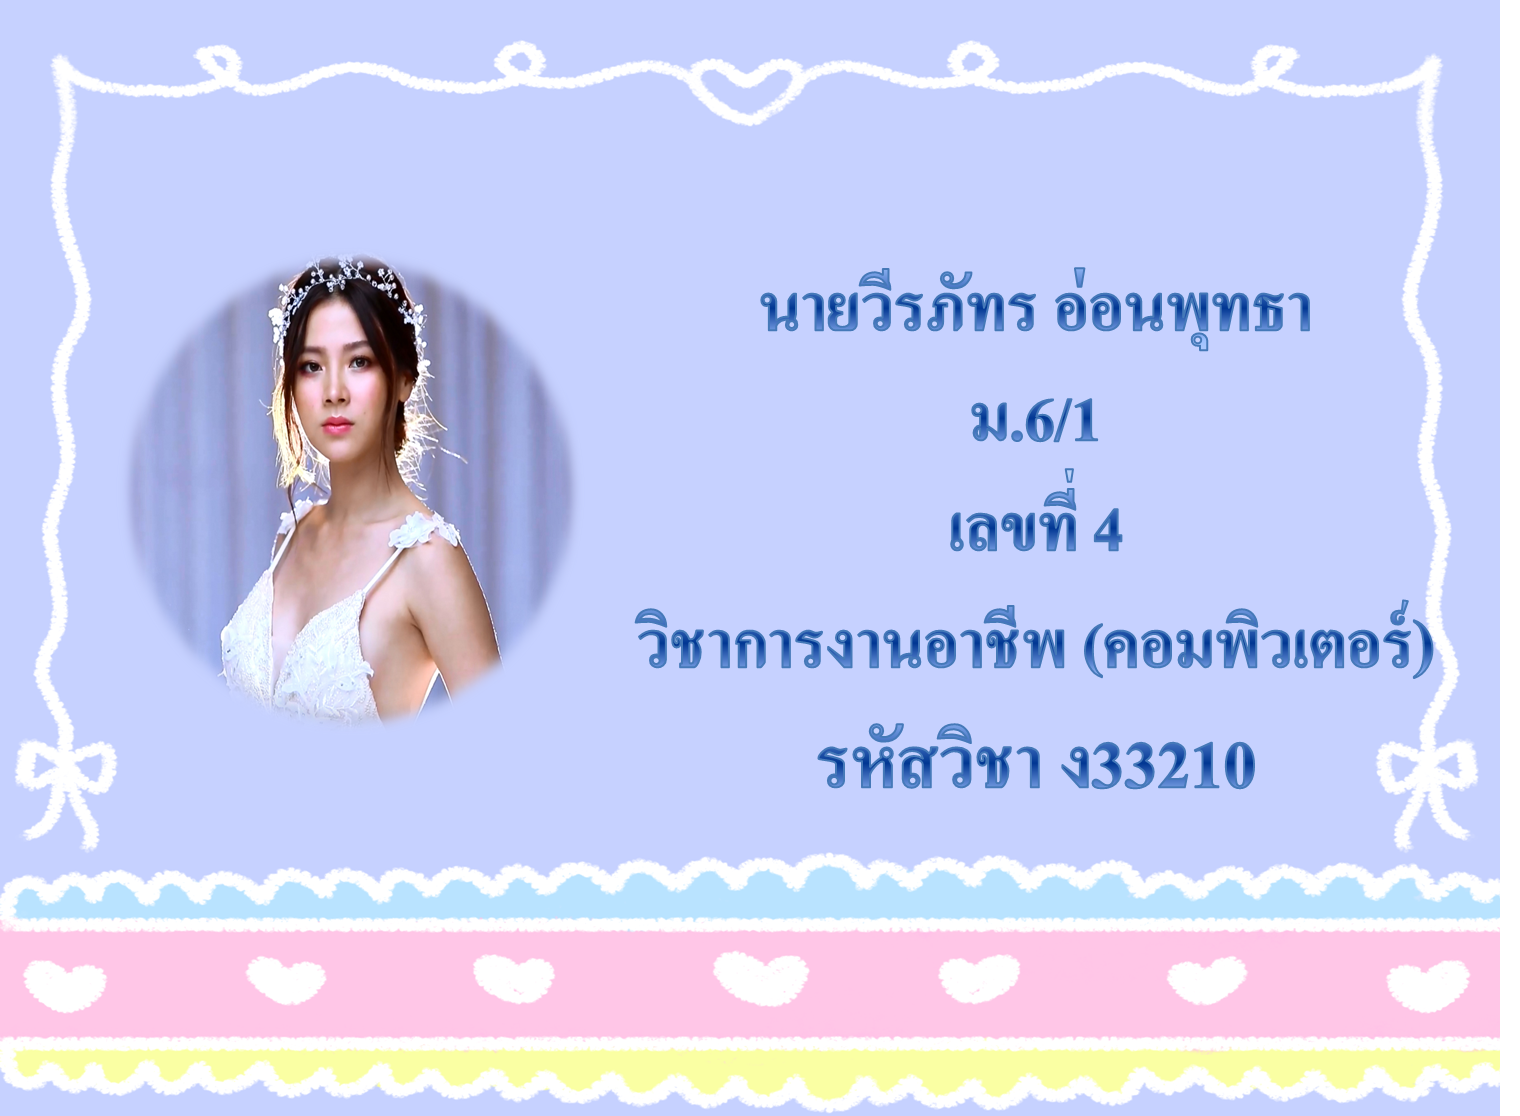 นายวีรภัทร อ่อนพุทธา
ม.6/1
เลขที่ 4
วิชาการงานอาชีพ (คอมพิวเตอร์)
รหัสวิชา ง33210